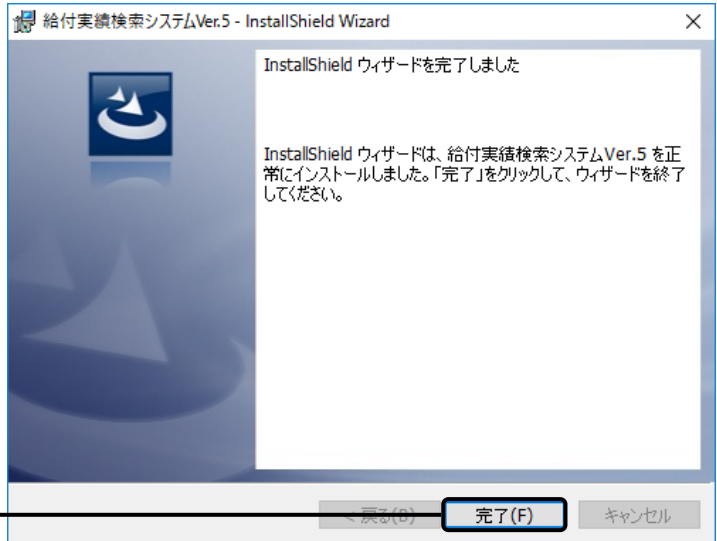 給付実績検索システムVer.5 - InstallShield Wizard
InstallShield ウィザードを完了しました
InstallShield ウィザードは、給付実績検索システムVer.5 を正
常にインストールしました。「完了」をクリックして、ウィザードを終了
してください。
< 戻る(B)
完了(F)
キャンセル